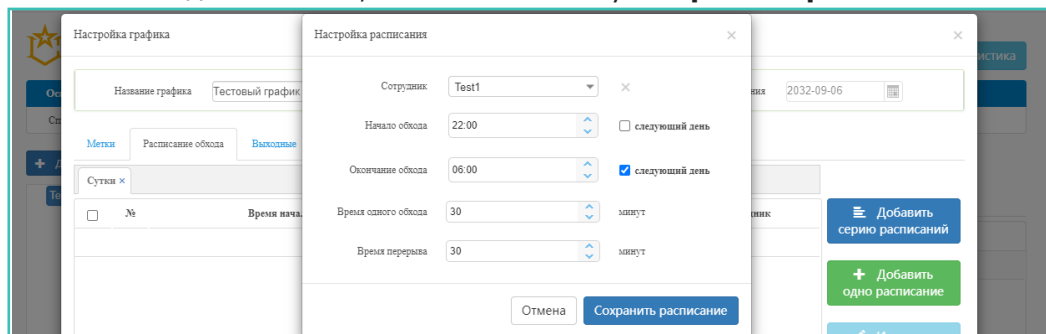 Настройка графика
Настройка расписания
Название графика Тестовый график
2032-09-06
Сотрудник Test1
Начало обхода 22:00 следующий день
Окончание обхода 06:00 следующий день
Время одного обхода 30 минут
Время перерыва 30 минут
Метки Расписание обхода Выходные
Сутки ×
№
Добавить серию расписаний
Добавить одно расписание
Отмена Сохранить расписание